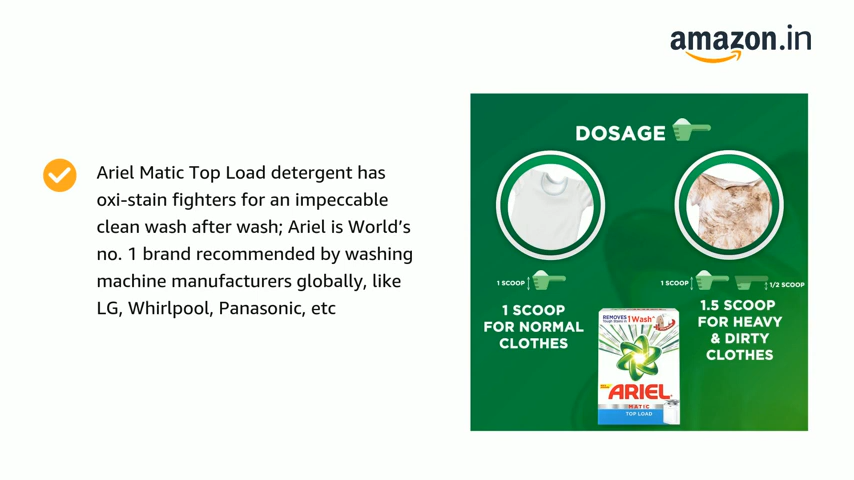 amazon.in
Ariel Matic Top Load detergent has
oxi-stain fighters for an impeccable
clean wash after wash; Ariel is World's
no. 1 brand recommended by washing
machine manufacturers globally, like
LG, Whirlpool, Panasonic, etc
DOSAGE
1 SCOOP
1 SCOOP
FOR NORMAL
CLOTHES
1 SCOOP
1/2 SCOOP
1.5 SCOOP
FOR HEAVY
& DIRTY
CLOTHES
REMOVES
1 Wash
ARIEL
MATIC
TOP LOAD